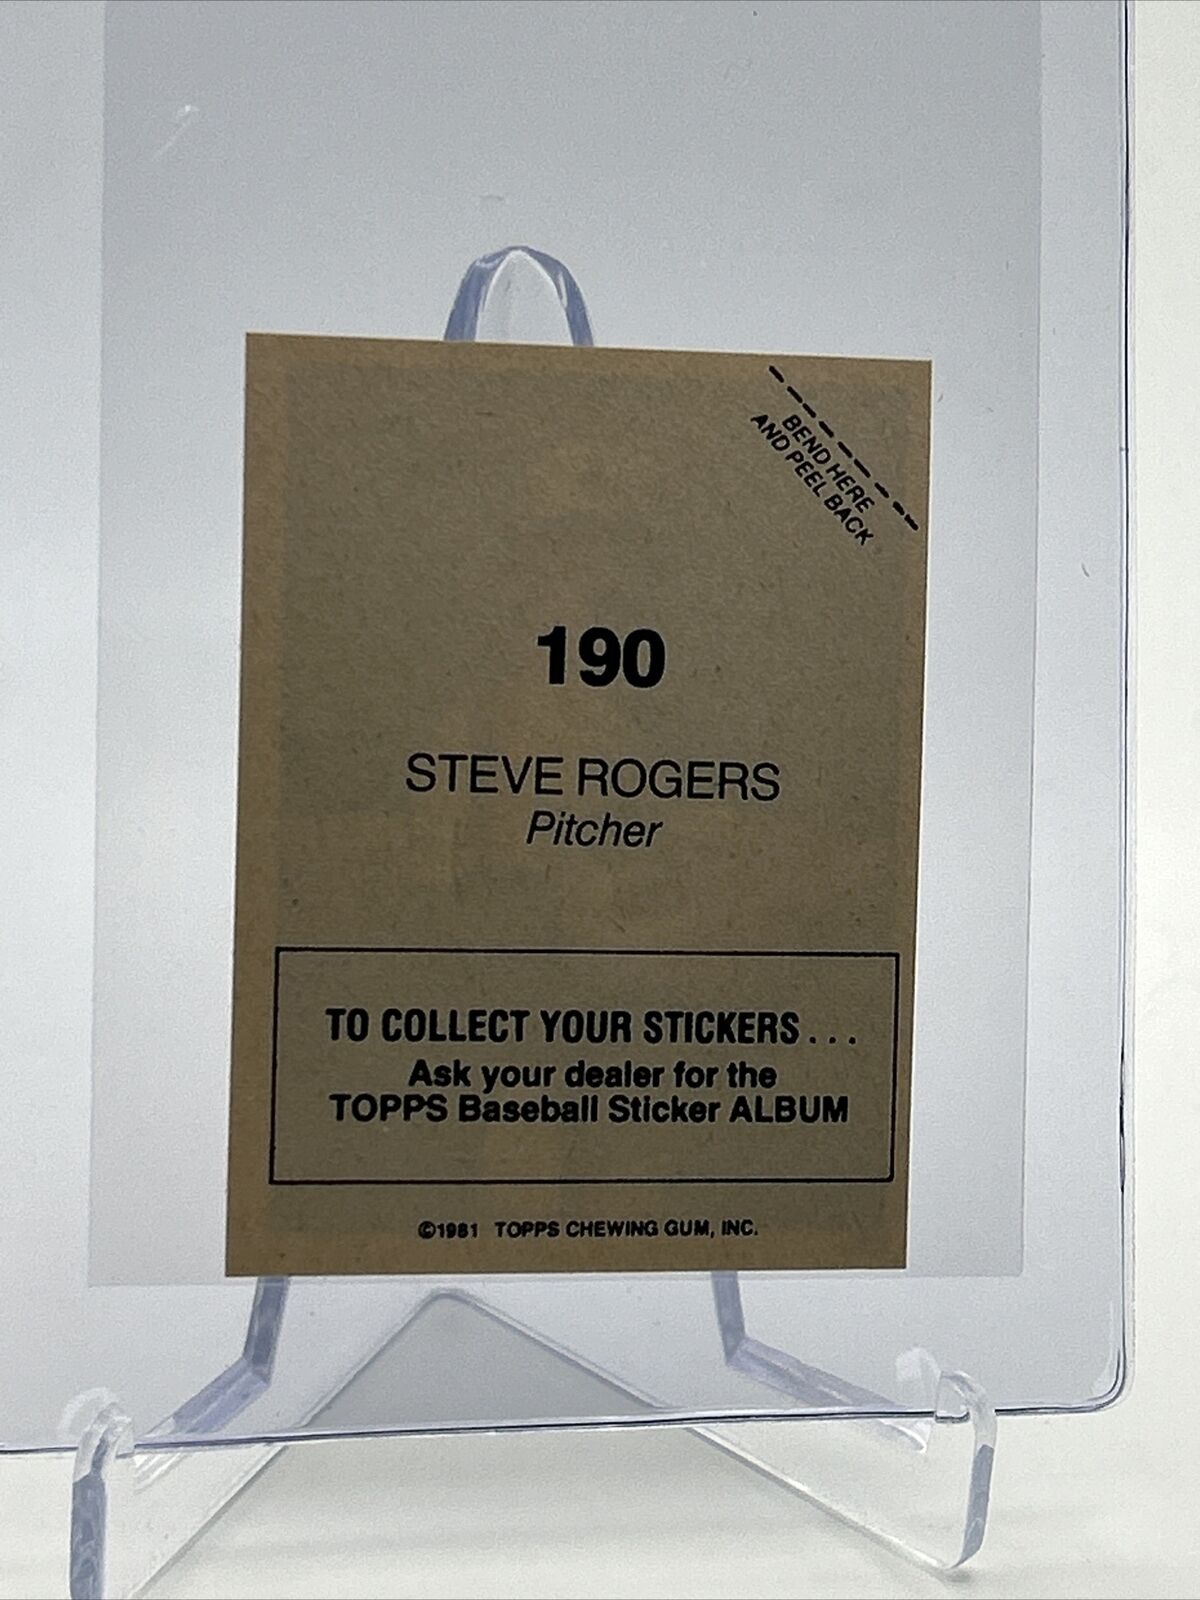 BEND HERE
AND PEEL BACK
190
STEVE ROGERS
Pitcher
TO COLLECT YOUR STICKERS...
Ask your dealer for the
TOPPS Baseball Sticker ALBUM
©1981 TOPPS CHEWING GUM, INC.